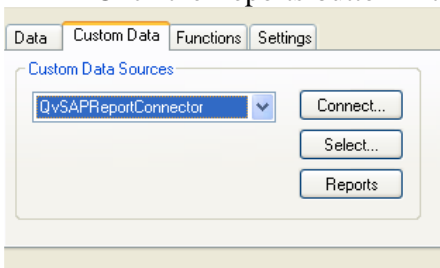 Data Custom Data Functions Settings
Custom Data Sources
QvSAPReportConnector Connect...
Select...
Reports